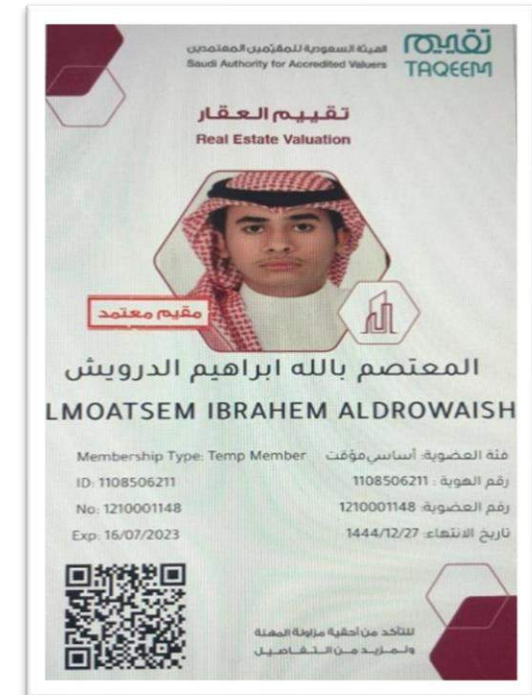 تقييم
TAQEEM
الهيئة السعودية للمقيّمين المعتمدين
Saudi Authority for Accredited Valuers
تقييم العقار
Real Estate Valuation
مقيم معتمد
المعتصم بالله ابراهيم الدرويش
LMOATSEM IBRAHEM ALDROWAISH
فئة العضوية: أساسي مؤقت Membership Type: Temp Member
رقم الهوية : 1108506211 ID: 1108506211
رقم العضوية: 1210001148 No: 1210001148
تاريخ الانتهاء: 1444/12/27 Exp: 16/07/2023
للتأكد من أحقية مزاولة المهنة
ولمزيد من التفاصيل